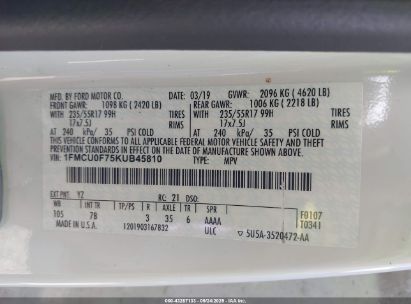 MFD. BY FORD MOTOR CO.
DATE: 03/19 GVWR: 2096 KG ( 4620 LB)
FRONT GAWR: 1098 KG ( 2420 LB) REAR GAWR: 1006 KG ( 2218 LB)
WITH 235/55R17 99H TIRES WITH 235/55R17 99H TIRES
17x7.5J RIMS 17x7.5J RIMS
AT 240 kPa/ 35 PSI COLD AT 240 kPa/ 35 PSI COLD
THIS VEHICLE CONFORMS TO ALL APPLICABLE FEDERAL MOTOR VEHICLE SAFETY AND THEFT
PREVENTION STANDARDS IN EFFECT ON THE DATE OF MANUFACTURE SHOWN ABOVE.
VIN: 1FMCU0F75KUB45810 TYPE: MPV
EXT PNT: YZ RC: 21 DSO:
WB INT TR TP/PS R AXLE TR SPR
105 7B 3 35 6 AAAA
F0107
T0341
MADE IN U.S.A. 1201903167832 ULC
5U5A-3520472-AA